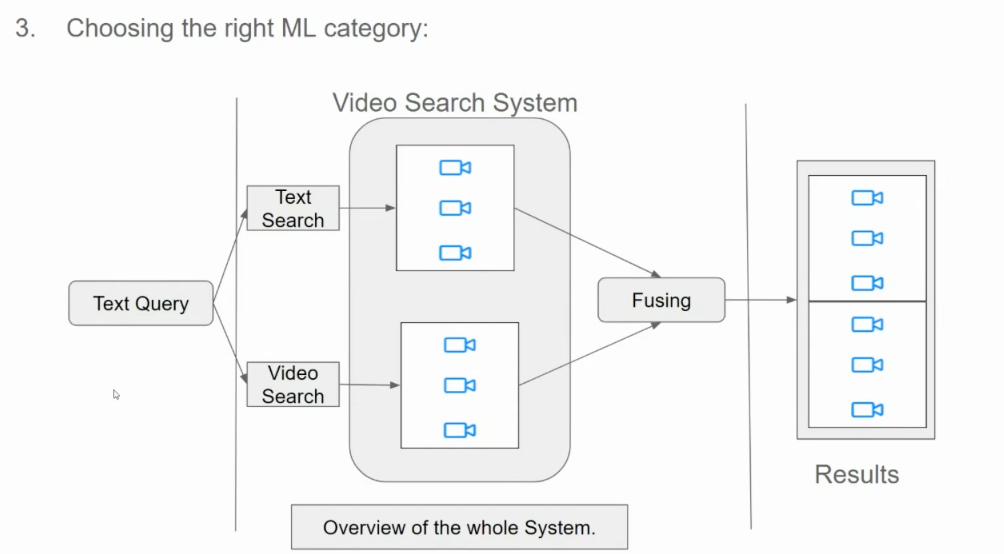 3. Choosing the right ML category:
Video Search System
Text
Search
Text Query
Fusing
Video
Search
Results
Overview of the whole System.